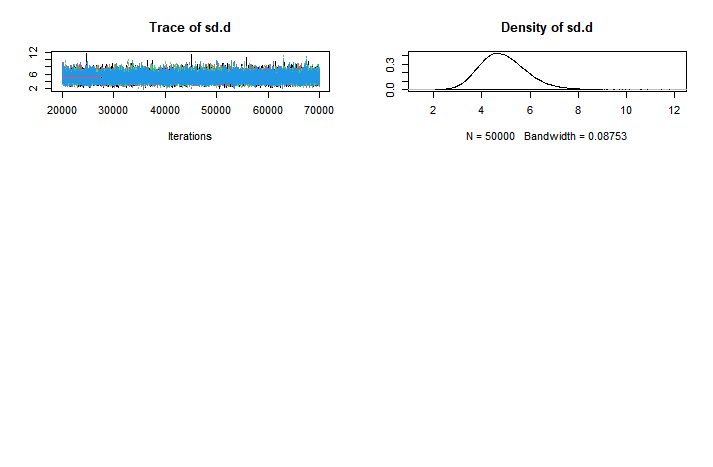 Trace of sd.d
12
6
2
20000 30000 40000 50000 60000 70000
Iterations
Density of sd.d
0.3
0.0
2 4 6 8 10 12
N = 50000 Bandwidth = 0.08753